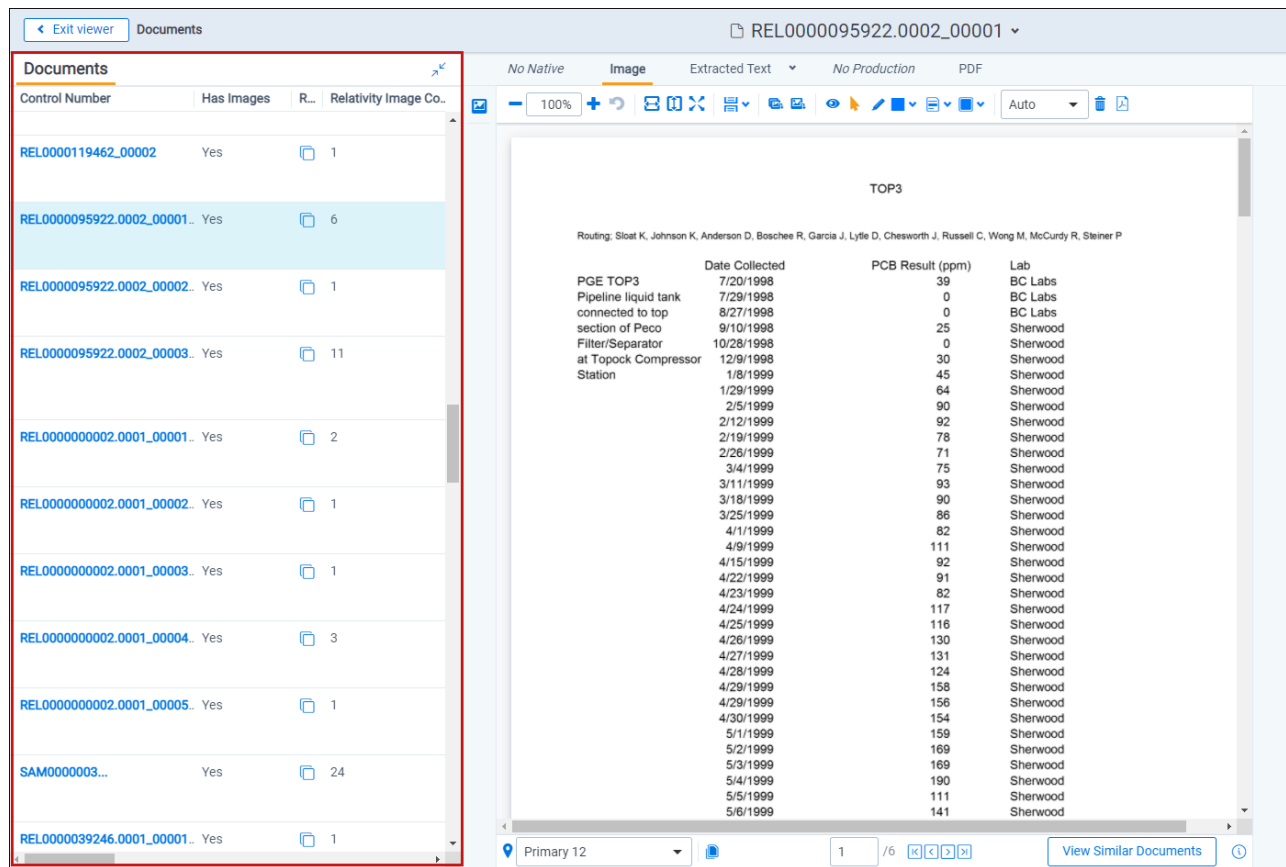 Exit viewer Documents
REL0000095922.0002_00001
Documents
Control Number Has Images R... Relativity Image Co..
REL0000119462_00002 Yes 1
REL0000095922.0002_00001.. Yes 6
REL0000095922.0002_00002.. Yes 1
REL0000095922.0002_00003.. Yes 11
REL0000000002.0001_00001.. Yes 2
REL0000000002.0001_00002.. Yes 1
REL0000000002.0001_00003.. Yes 1
REL0000000002.0001_00004.. Yes 3
REL0000000002.0001_00005.. Yes 1
SAM0000003... Yes 24
REL0000039246.0001_00001.. Yes 1
No Native Image Extracted Text No Production PDF
100% Auto
TOP3
Routing; Sloat K, Johnson K, Anderson D, Boschee R, Garcia J, Lytle D, Chesworth J, Russell C, Wong M, McCurdy R, Steiner P
Date Collected PCB Result (ppm) Lab
PGE TOP3 7/20/1998 39 BC Labs
Pipeline liquid tank 7/29/1998 0 BC Labs
connected to top 8/27/1998 0 BC Labs
section of Peco 9/10/1998 25 Sherwood
Filter/Separator 10/28/1998 0 Sherwood
at Topock Compressor 12/9/1998 30 Sherwood
Station 1/8/1999 45 Sherwood
1/29/1999 64 Sherwood
2/5/1999 90 Sherwood
2/12/1999 92 Sherwood
2/19/1999 78 Sherwood
2/26/1999 71 Sherwood
3/4/1999 75 Sherwood
3/11/1999 93 Sherwood
3/18/1999 90 Sherwood
3/25/1999 86 Sherwood
4/1/1999 82 Sherwood
4/9/1999 111 Sherwood
4/15/1999 92 Sherwood
4/22/1999 91 Sherwood
4/23/1999 82 Sherwood
4/24/1999 117 Sherwood
4/25/1999 116 Sherwood
4/26/1999 130 Sherwood
4/27/1999 131 Sherwood
4/28/1999 124 Sherwood
4/29/1999 158 Sherwood
4/29/1999 156 Sherwood
4/30/1999 154 Sherwood
5/1/1999 159 Sherwood
5/2/1999 169 Sherwood
5/3/1999 169 Sherwood
5/4/1999 190 Sherwood
5/5/1999 111 Sherwood
5/6/1999 141 Sherwood
Primary 12 1 /6 View Similar Documents